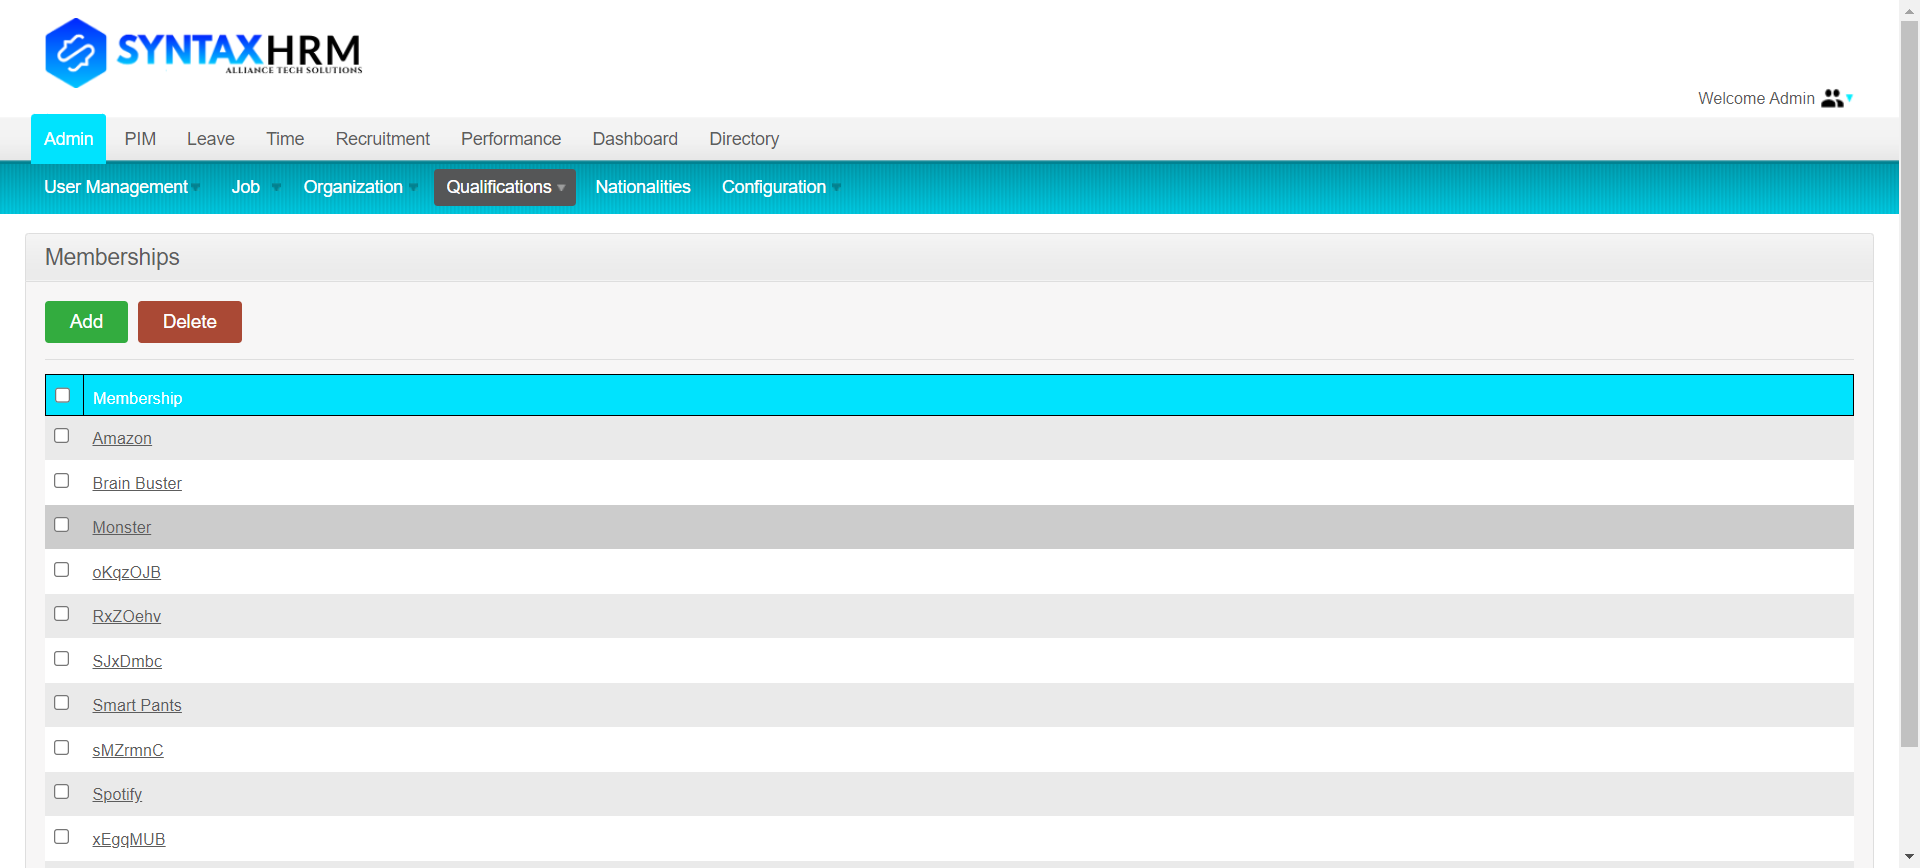 SYNTAXHRM
ALLIANCE TECH SOLUTIONS
Welcome Admin
Admin PIM Leave Time Recruitment Performance Dashboard Directory
User Management Job Organization Qualifications Nationalities Configuration
Memberships
Add Delete
Membership
Amazon
Brain Buster
Monster
oKqzOJB
RxZOehv
SJxDmbc
Smart Pants
sMZrmnC
Spotify
xEgqMUB